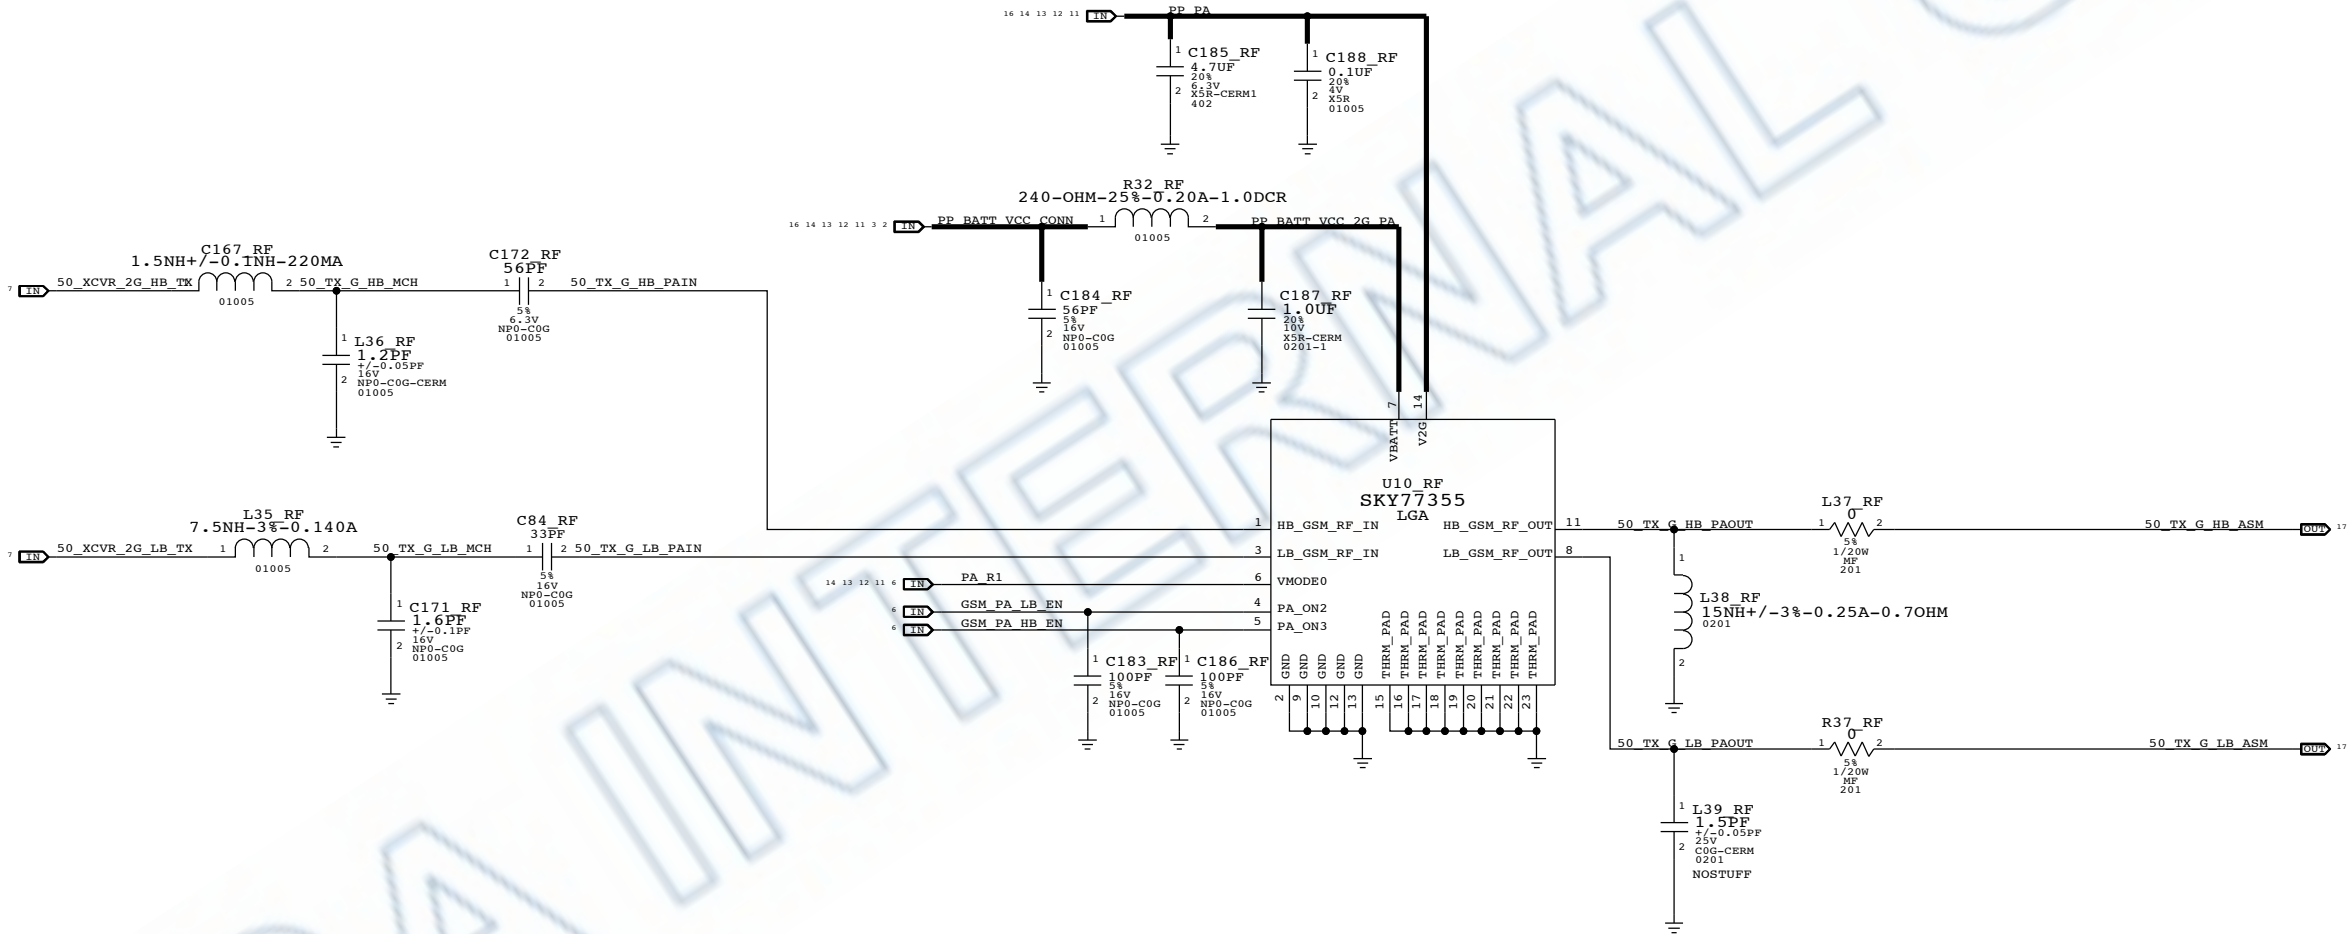 16 14 13 12 11 IN PP_PA
1 C185_RF
4.7UF
20%
6.3V
2 X5R-CERM1
402
1 C188_RF
0.1UF
20%
4V
2 X5R
01005
R32_RF
240-OHM-25%-0.20A-1.0DCR
16 14 13 12 11 3 2 IN PP_BATT_VCC_CONN 1 2 PP_BATT_VCC_2G_PA
01005
C167_RF
1.5NH+/-0.1NH-220MA
7 IN 50_XCVR_2G_HB_TX 2 50_TX_G_HB_MCH
01005
C172_RF
56PF
1 2 50_TX_G_HB_PAIN
5%
6.3V
NP0-C0G
01005
1 C184_RF
56PF
5%
16V
2 NP0-C0G
01005
C187_RF
1.0UF
20%
10V
X5R-CERM
0201-1
1 L36_RF
1.2PF
+/-0.05PF
16V
2 NP0-C0G-CERM
01005
7 14
VBATT V2G
U10_RF
SKY77355
LGA
L35_RF
7.5NH-3%-0.140A
7 IN 50_XCVR_2G_LB_TX 1 2 50_TX_G_LB_MCH
01005
C84_RF
33PF
1 2 50_TX_G_LB_PAIN
5%
16V
NP0-C0G
01005
1 C171_RF
1.6PF
+/-0.1PF
16V
2 NP0-C0G
01005
1 HB_GSM_RF_IN HB_GSM_RF_OUT 11
3 LB_GSM_RF_IN LB_GSM_RF_OUT 8
14 13 12 11 6 IN PA_R1 6 VMODE0
6 IN GSM_PA_LB_EN 4 PA_ON2
6 IN GSM_PA_HB_EN 5 PA_ON3
1 C183_RF
100PF
5%
16V
2 NP0-C0G
01005
1 C186_RF
100PF
5%
16V
2 NP0-C0G
01005
GND GND GND GND GND THRM_PAD THRM_PAD THRM_PAD THRM_PAD THRM_PAD THRM_PAD THRM_PAD THRM_PAD THRM_PAD
2 9 10 12 13 15 16 17 18 19 20 21 22 23
L37_RF
0
50_TX_G_HB_PAOUT 1 2 50_TX_G_HB_ASM OUT 17
5%
1/20W
MF
201
1
L38_RF
15NH+/-3%-0.25A-0.7OHM
0201
2
R37_RF
0
50_TX_G_LB_PAOUT 1 2 50_TX_G_LB_ASM OUT 17
5%
1/20W
MF
201
1 L39_RF
1.5PF
+/-0.05PF
25V
2 C0G-CERM
0201
NOSTUFF
INTERNAL